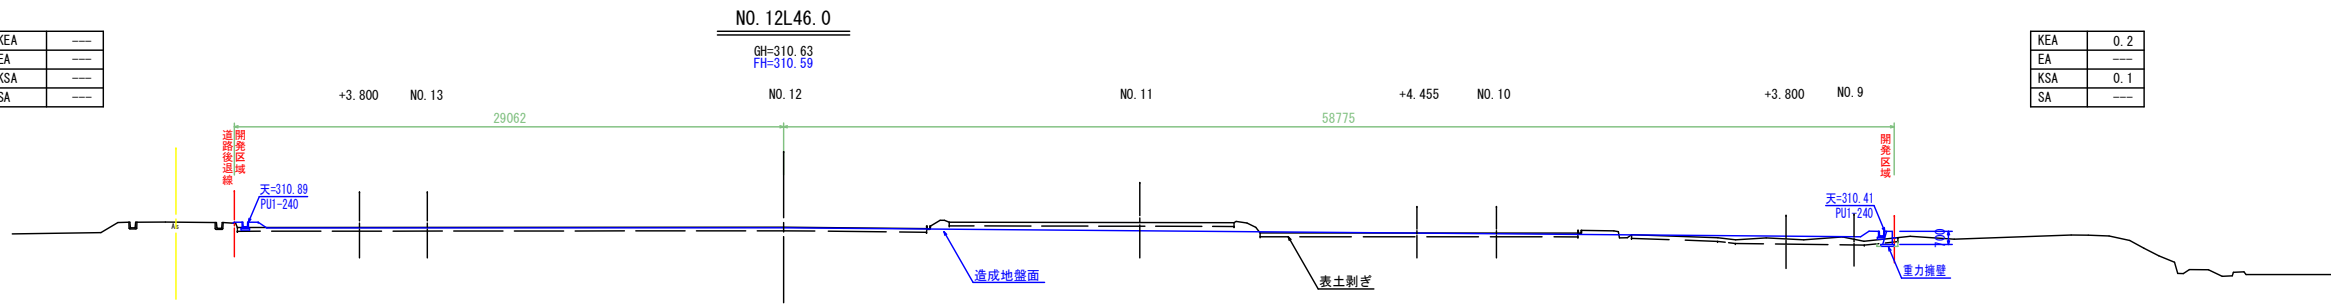 NO.12L46.0
GH=310.63
FH=310.59
KEA ---
EA ---
KSA ---
SA ---
KEA 0.2
EA ---
KSA 0.1
SA ---
+3.800
NO.13
NO.12
NO.11
+4.455
NO.10
+3.800
NO.9
29062
58775
道路後退線
開発区域
開発区域
天=310.89
PU1-240
天=310.41
PU1-240
As
700
造成地盤面
表土剥ぎ
重力擁壁